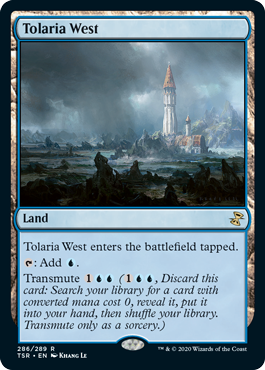 Tolaria West
Land
Tolaria West enters the battlefield tapped.
: Add .
Transmute 1 (1 , Discard
this card: Search your library for a card with
converted mana cost 0, reveal it, put it
into your hand, then shuffle your library.
Transmute only as a sorcery.)
286/289 R
TSR • EN Khang Le
™ & © 2020 Wizards of the Coast